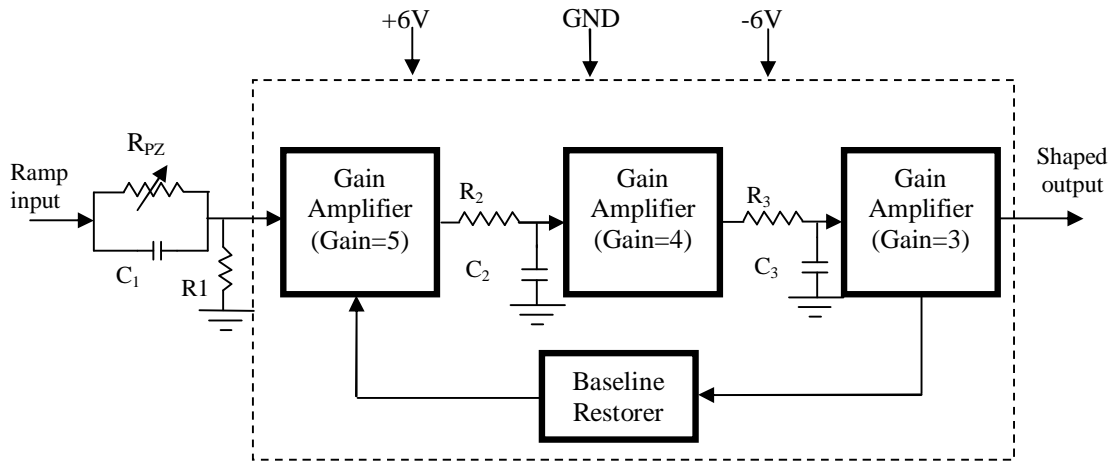 +6V
GND
-6V
Ramp
input
R_PZ
C_1
R1
Gain
Amplifier
(Gain=5)
R_2
C_2
Gain
Amplifier
(Gain=4)
R_3
C_3
Gain
Amplifier
(Gain=3)
Shaped
output
Baseline
Restorer